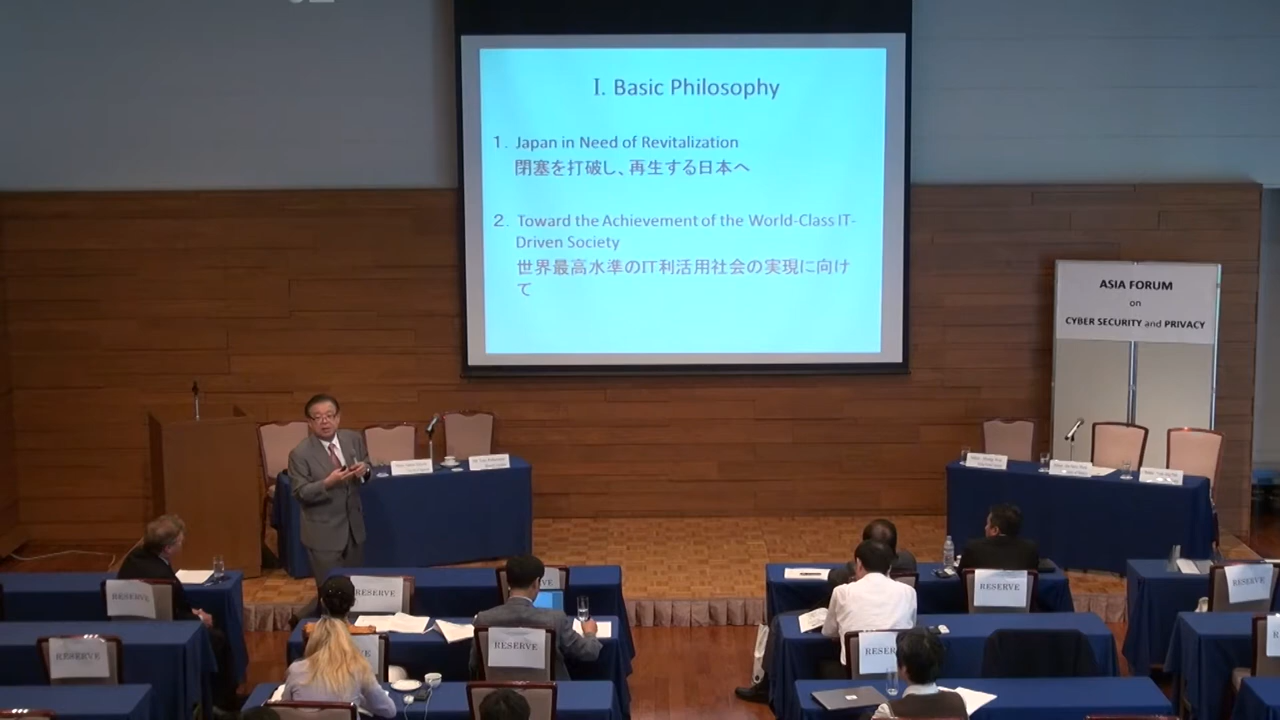 I. Basic Philosophy
1. Japan in Need of Revitalization
閉塞を打破し、再生する日本へ
2. Toward the Achievement of the World-Class IT-
Driven Society
世界最高水準のIT利活用社会の実現に向け
て
ASIA FORUM
on
CYBER SECURITY and PRIVACY
RESERVE
RESERVE
RESERVE
RESERVE
RESERVE
RESERVE